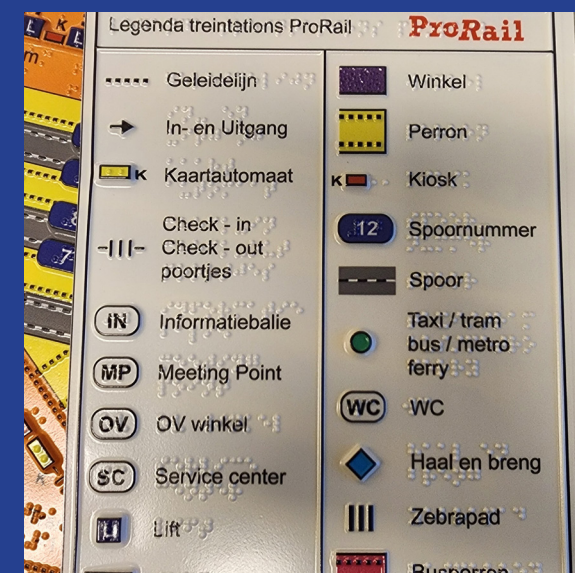 Legenda treintations ProRail
ProRail
Geleidelijn
In- en Uitgang
K Kaartautomaat
Check - in
Check - out
poortjes
IN Informatiebalie
MP Meeting Point
OV OV winkel
SC Service center
Lift
Winkel
Perron
K Kiosk
12 Spoornummer
Spoor
Taxi / tram
bus / metro
ferry
WC WC
Haal en breng
Zebrapad
Busperron
K
7
K